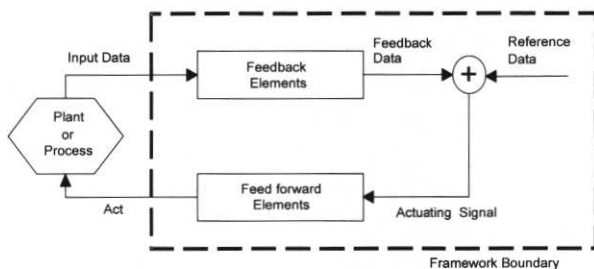 Input Data
Feedback
Elements
Feedback
Data
+
Reference
Data
Plant
or
Process
Act
Feed forward
Elements
Actuating Signal
Framework Boundary